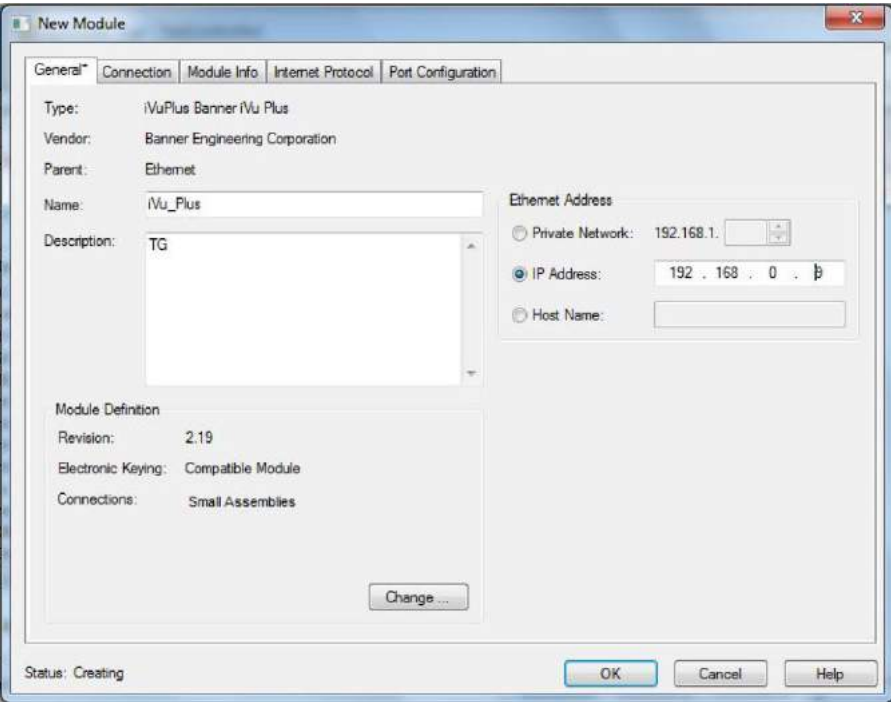 New Module
General* Connection Module Info Internet Protocol Port Configuration
Type: iVuPlus Banner iVu Plus
Vendor: Banner Engineering Corporation
Parent: Ethernet
Name: iVu_Plus
Description: TG
Ethernet Address
Private Network: 192.168.1.
IP Address: 192 . 168 . 0 . 9
Host Name:
Module Definition
Revision: 2.19
Electronic Keying: Compatible Module
Connections: Small Assemblies
Change ...
Status: Creating
OK Cancel Help